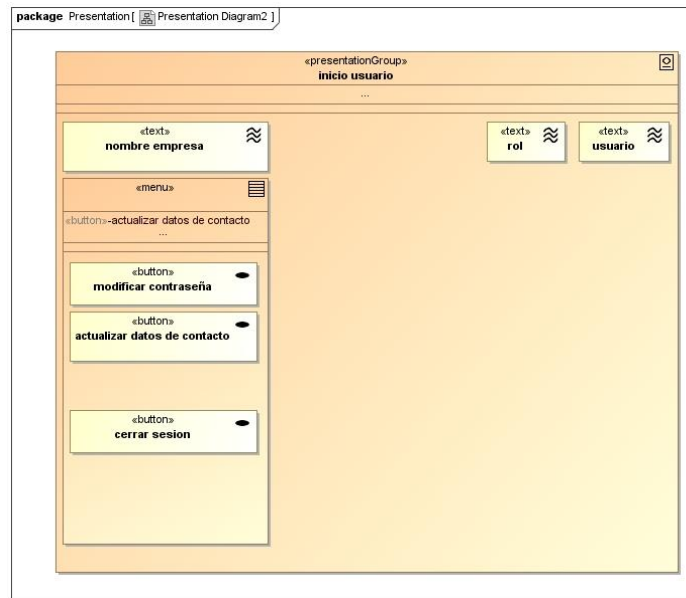 package Presentation [ Presentation Diagram2 ]
«presentationGroup»
inicio usuario
...
«text»
nombre empresa
«text»
rol
«text»
usuario
«menu»
«button»-actualizar datos de contacto
...
«button»
modificar contraseña
«button»
actualizar datos de contacto
«button»
cerrar sesion